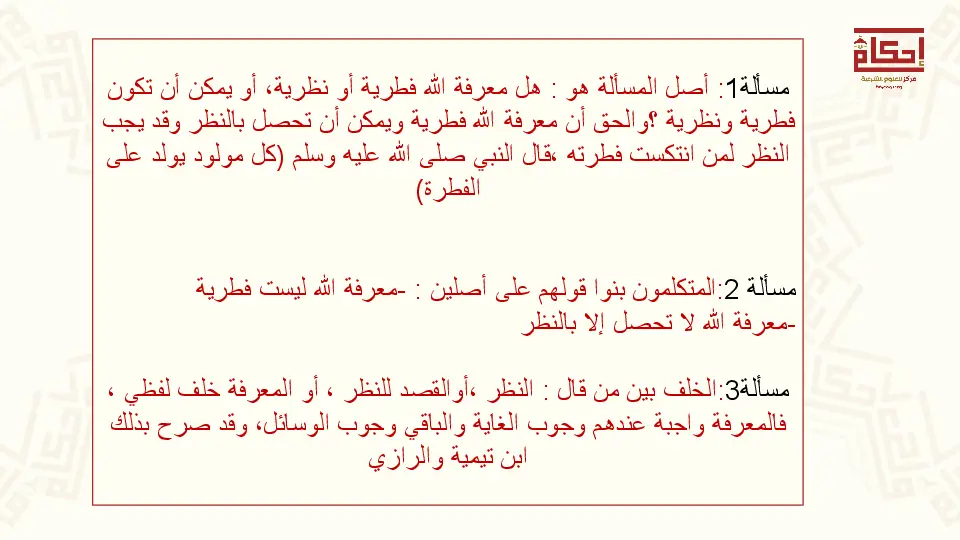 إحكام
مركز للعلوم الشرعية
مسألة1: أصل المسألة هو : هل معرفة الله فطرية أو نظرية، أو يمكن أن تكون
فطرية ونظرية ؟والحق أن معرفة الله فطرية ويمكن أن تحصل بالنظر وقد يجب
النظر لمن انتكست فطرته ،قال النبي صلى الله عليه وسلم (كل مولود يولد على
الفطرة)
مسألة 2:المتكلمون بنوا قولهم على أصلين : -معرفة الله ليست فطرية
-معرفة الله لا تحصل إلا بالنظر
مسألة3:الخلف بين من قال : النظر ،أوالقصد للنظر ، أو المعرفة خلف لفظي ،
فالمعرفة واجبة عندهم وجوب الغاية والباقي وجوب الوسائل، وقد صرح بذلك
ابن تيمية والرازي